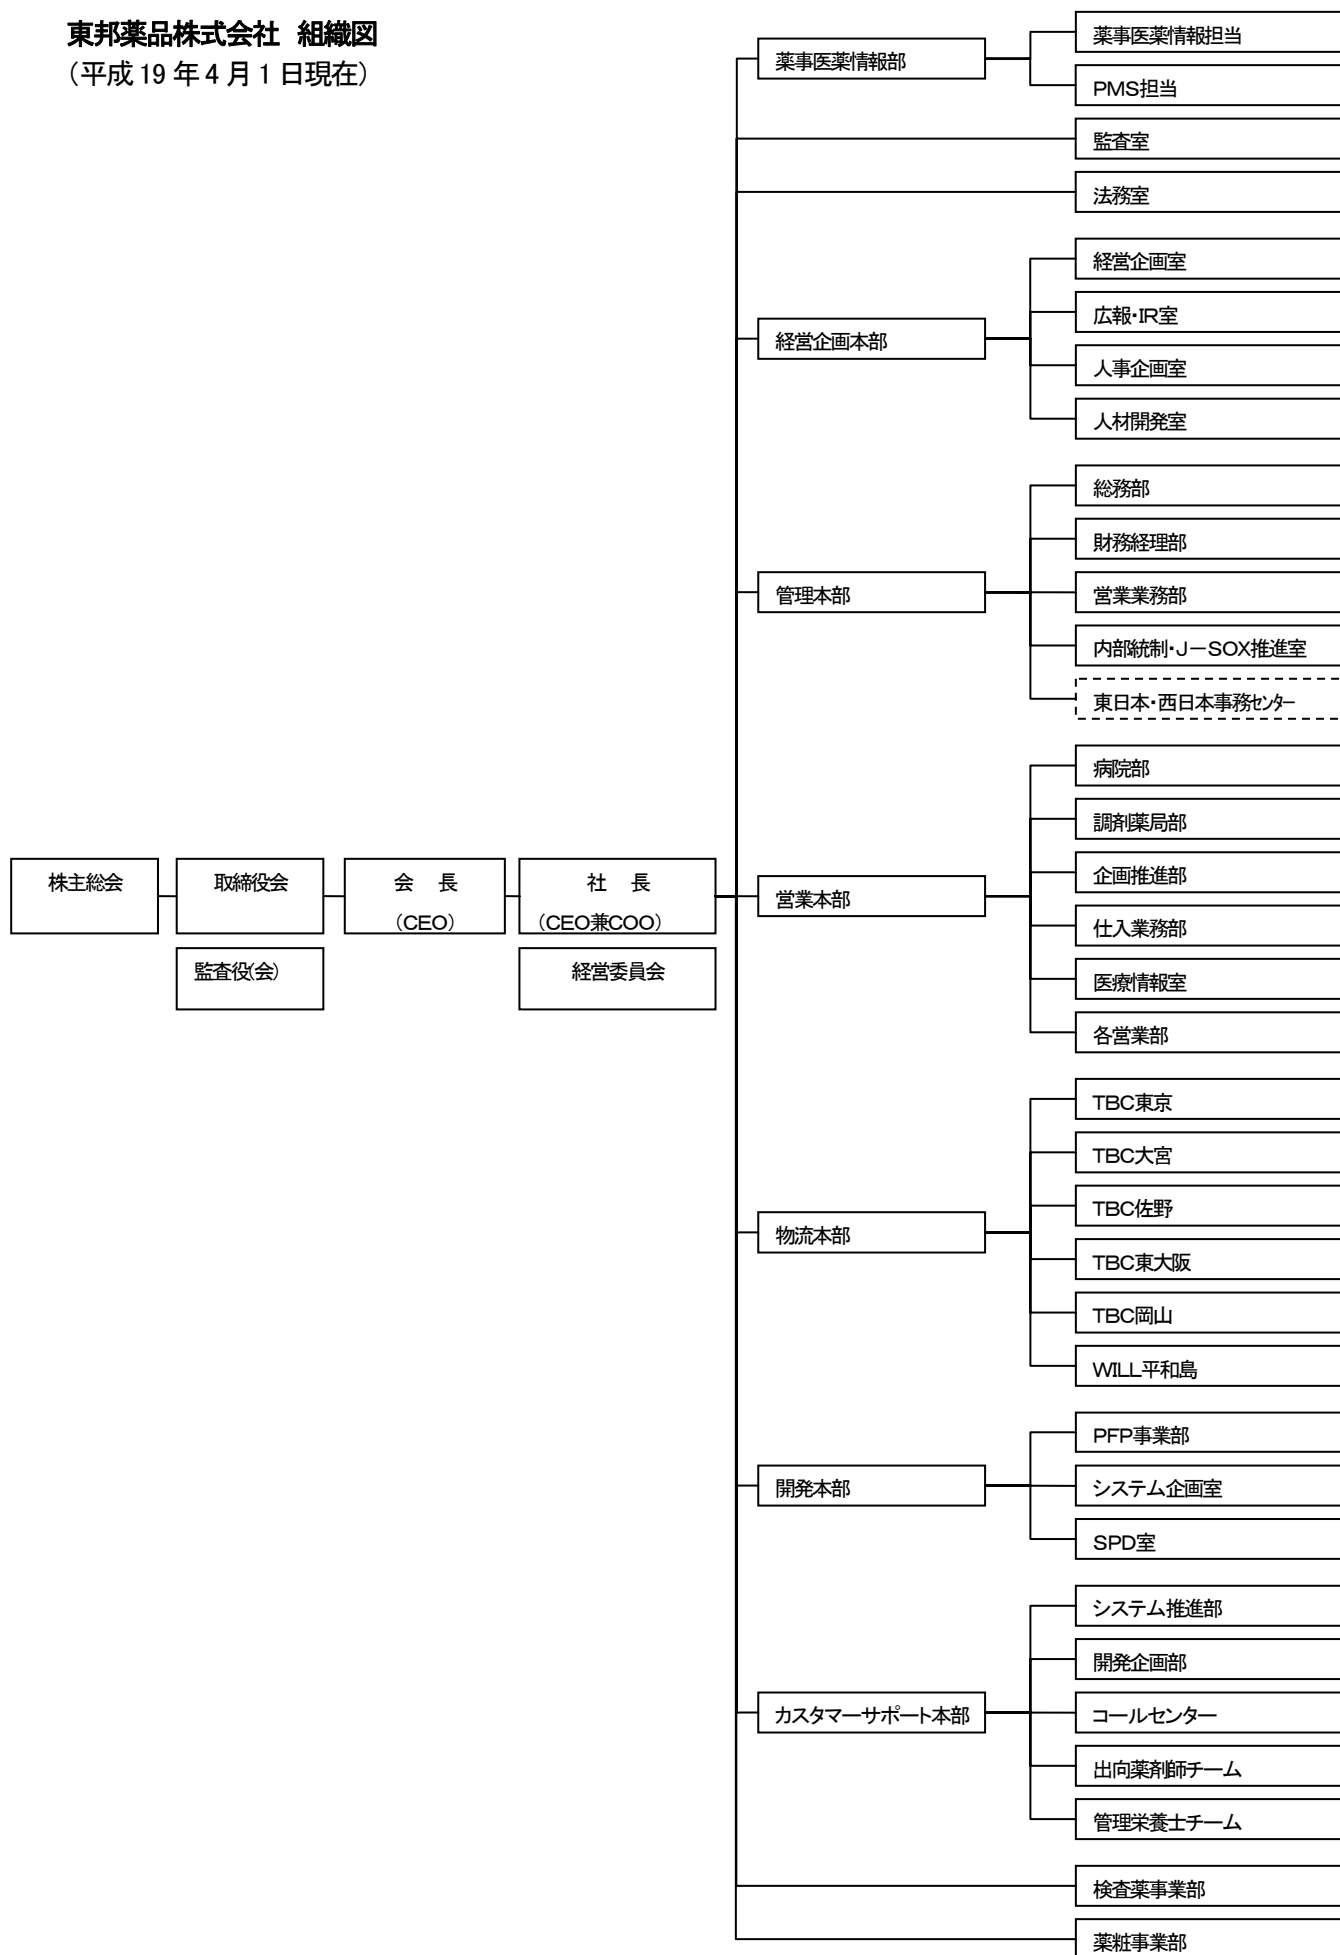 東邦薬品株式会社 組織図
（平成19年4月1日現在）
薬事医薬情報部
薬事医薬情報担当
PMS担当
監査室
法務室
経営企画本部
経営企画室
広報・IR室
人事企画室
人材開発室
管理本部
総務部
財務経理部
営業業務部
内部統制・J－SOX推進室
東日本・西日本事務センター
株主総会
取締役会
監査役(会)
会 長
（CEO）
社 長
（CEO兼COO）
経営委員会
営業本部
病院部
調剤薬局部
企画推進部
仕入業務部
医療情報室
各営業部
物流本部
TBC東京
TBC大宮
TBC佐野
TBC東大阪
TBC岡山
WILL平和島
開発本部
PFP事業部
システム企画室
SPD室
カスタマーサポート本部
システム推進部
開発企画部
コールセンター
出向薬剤師チーム
管理栄養士チーム
検査薬事業部
薬粧事業部